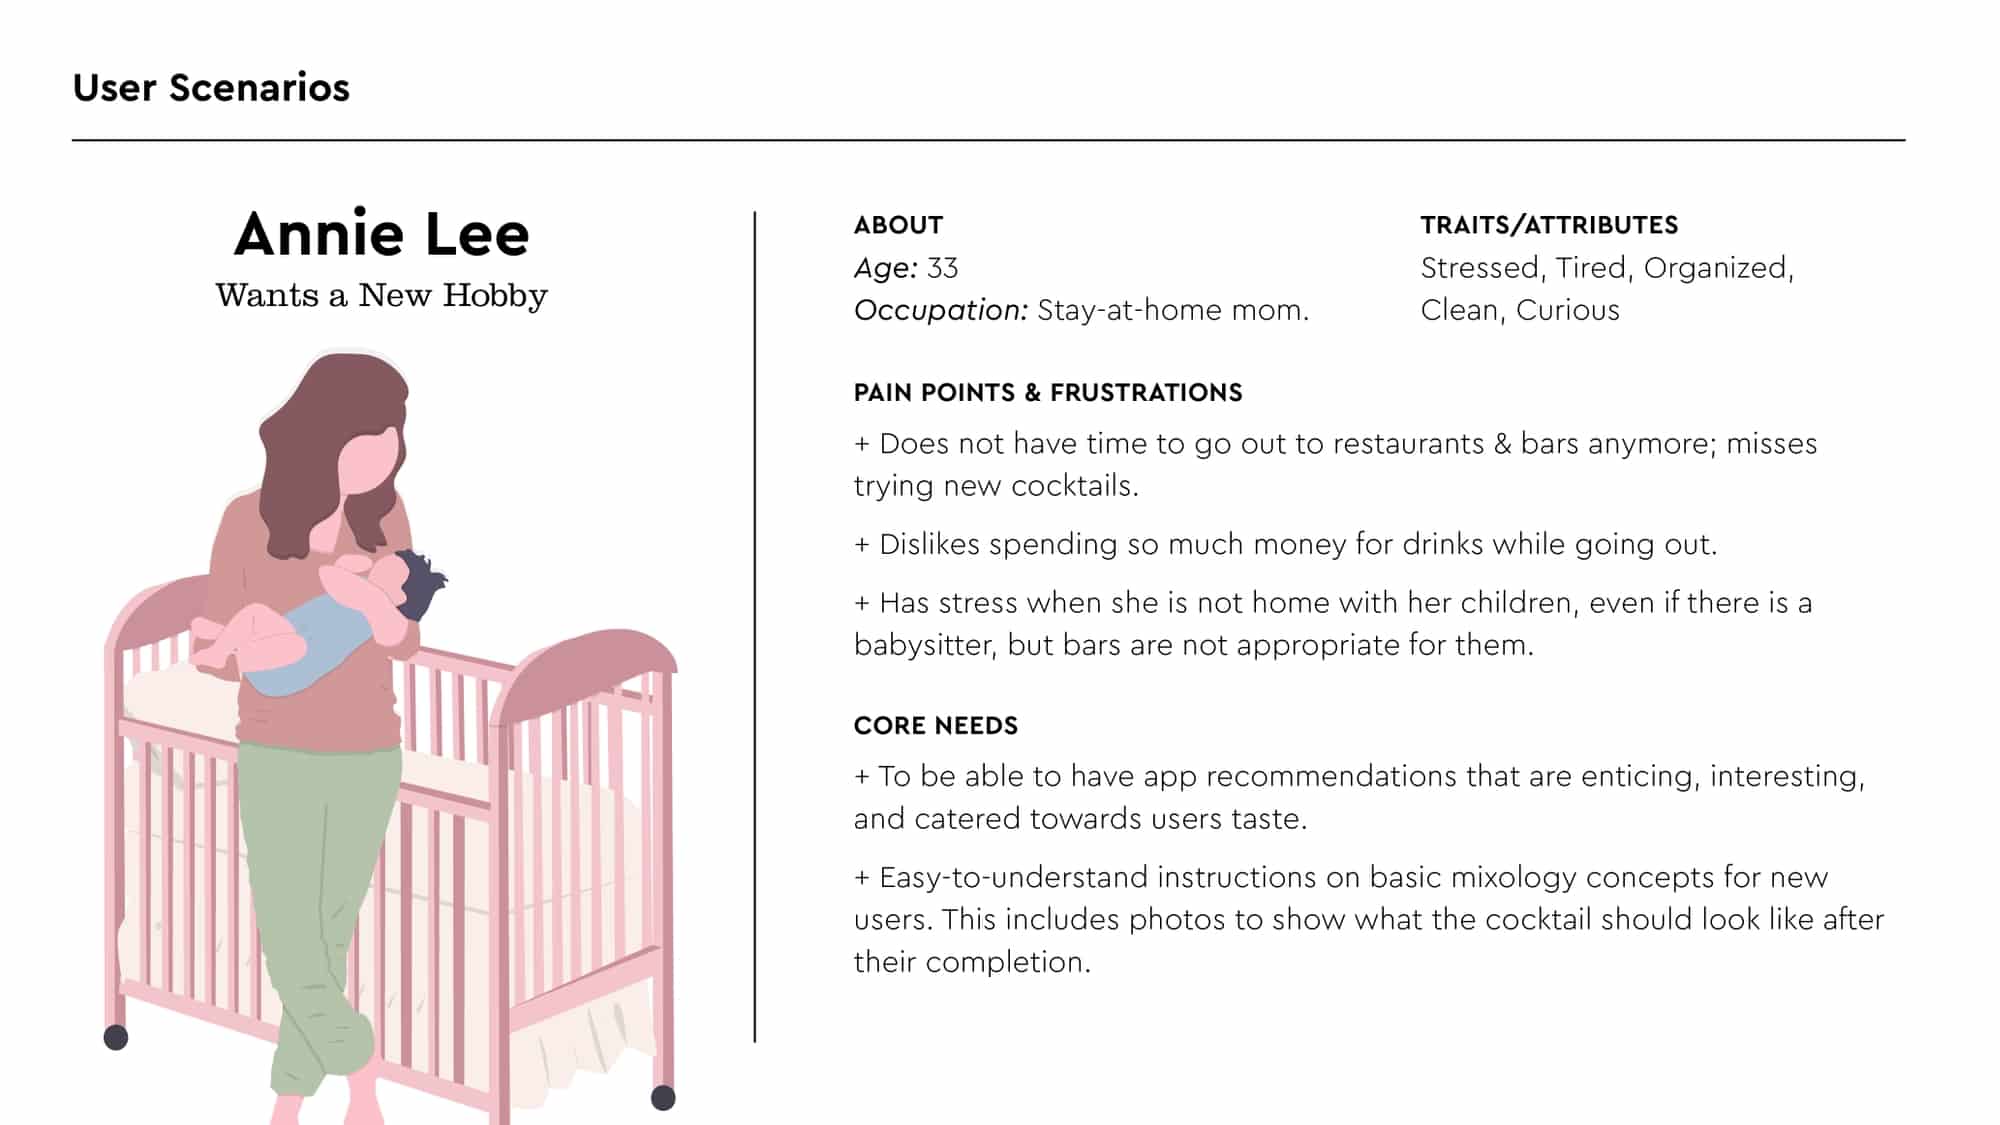 User Scenarios
Annie Lee
Wants a New Hobby
ABOUT
Age: 33
Occupation: Stay-at-home mom.
TRAITS/ATTRIBUTES
Stressed, Tired, Organized,
Clean, Curious
PAIN POINTS & FRUSTRATIONS
+ Does not have time to go out to restaurants & bars anymore; misses
trying new cocktails.
+ Dislikes spending so much money for drinks while going out.
+ Has stress when she is not home with her children, even if there is a
babysitter, but bars are not appropriate for them.
CORE NEEDS
+ To be able to have app recommendations that are enticing, interesting,
and catered towards users taste.
+ Easy-to-understand instructions on basic mixology concepts for new
users. This includes photos to show what the cocktail should look like after
their completion.